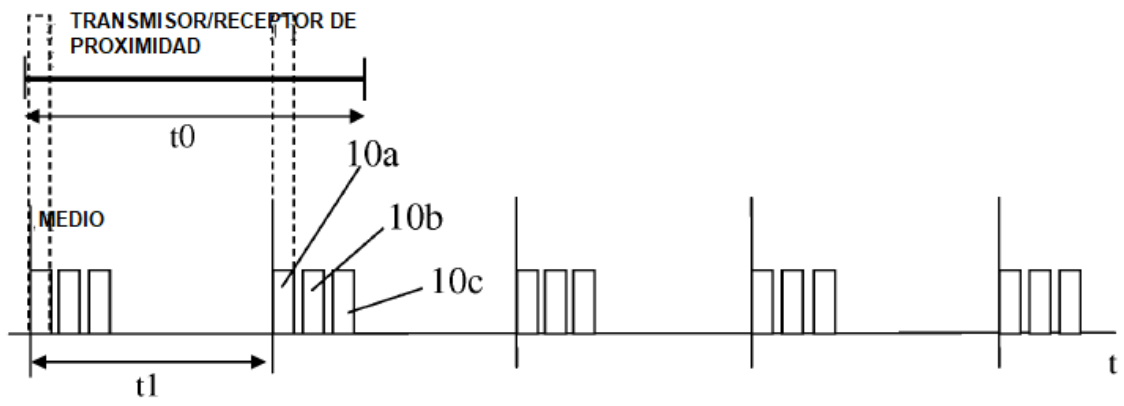 TRANSMISOR/RECEPTOR DE
PROXIMIDAD
t0
10a
MEDIO
10b
10c
t1
t